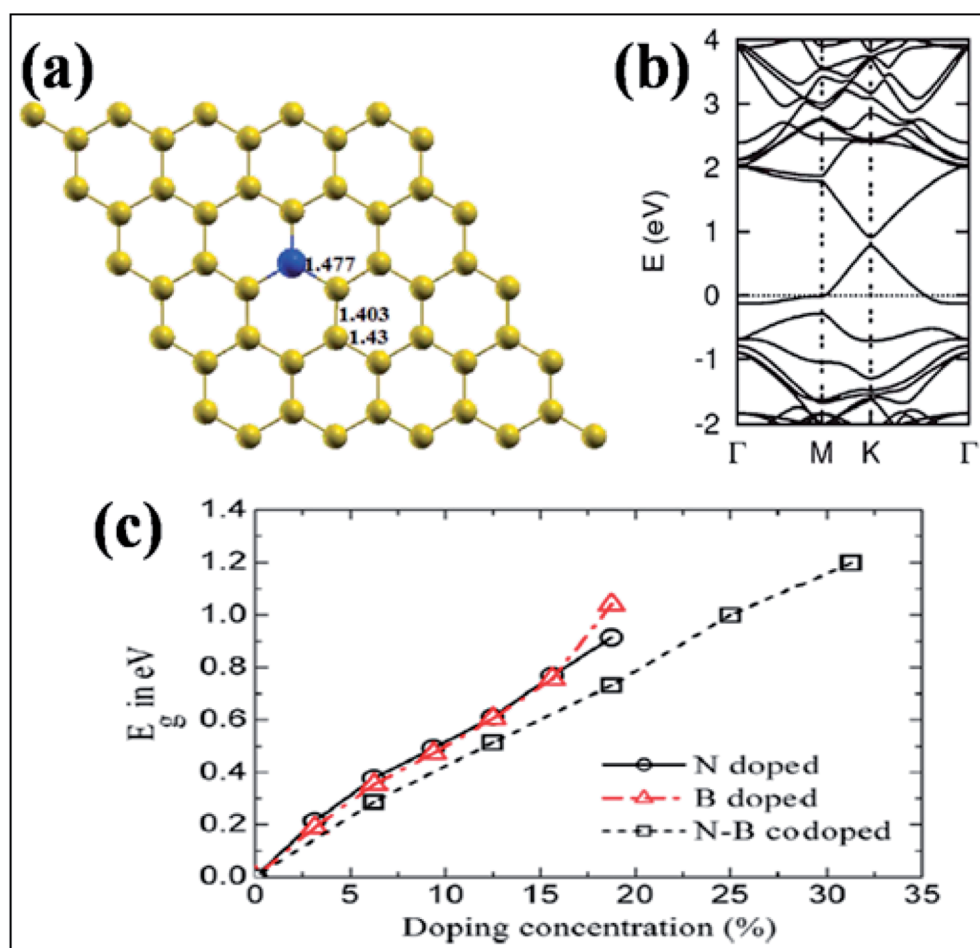 (a)
1.477
1.403
1.43
(b)
E (eV)
4
3
2
1
0
-1
-2
Γ M K Γ
(c)
E_g in eV
1.4
1.2
1.0
0.8
0.6
0.4
0.2
0.0
N doped
B doped
N-B codoped
0 5 10 15 20 25 30 35
Doping concentration (%)